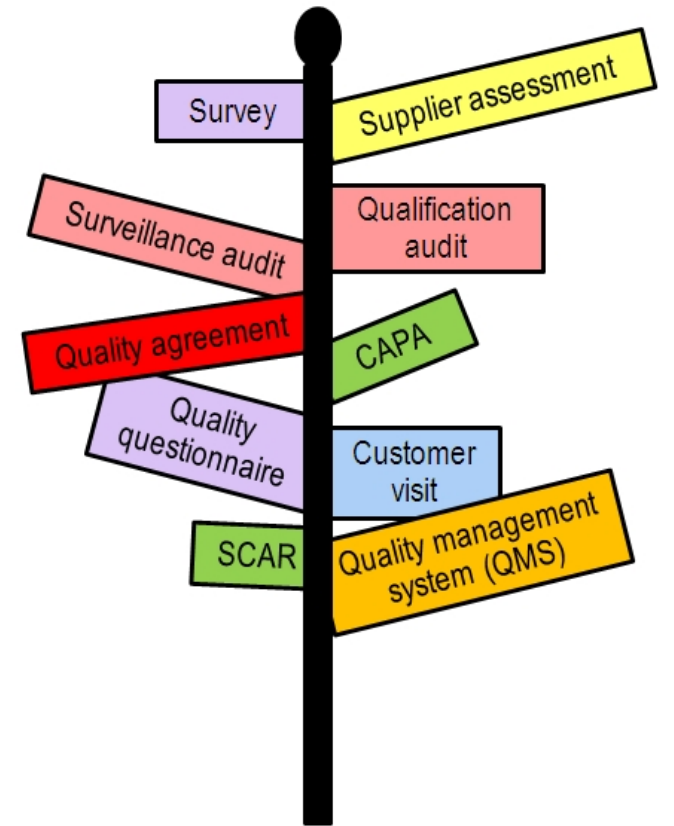 Survey
Supplier assessment
Surveillance audit
Qualification
audit
Quality agreement
CAPA
Quality
questionnaire
Customer
visit
SCAR
Quality management
system (QMS)